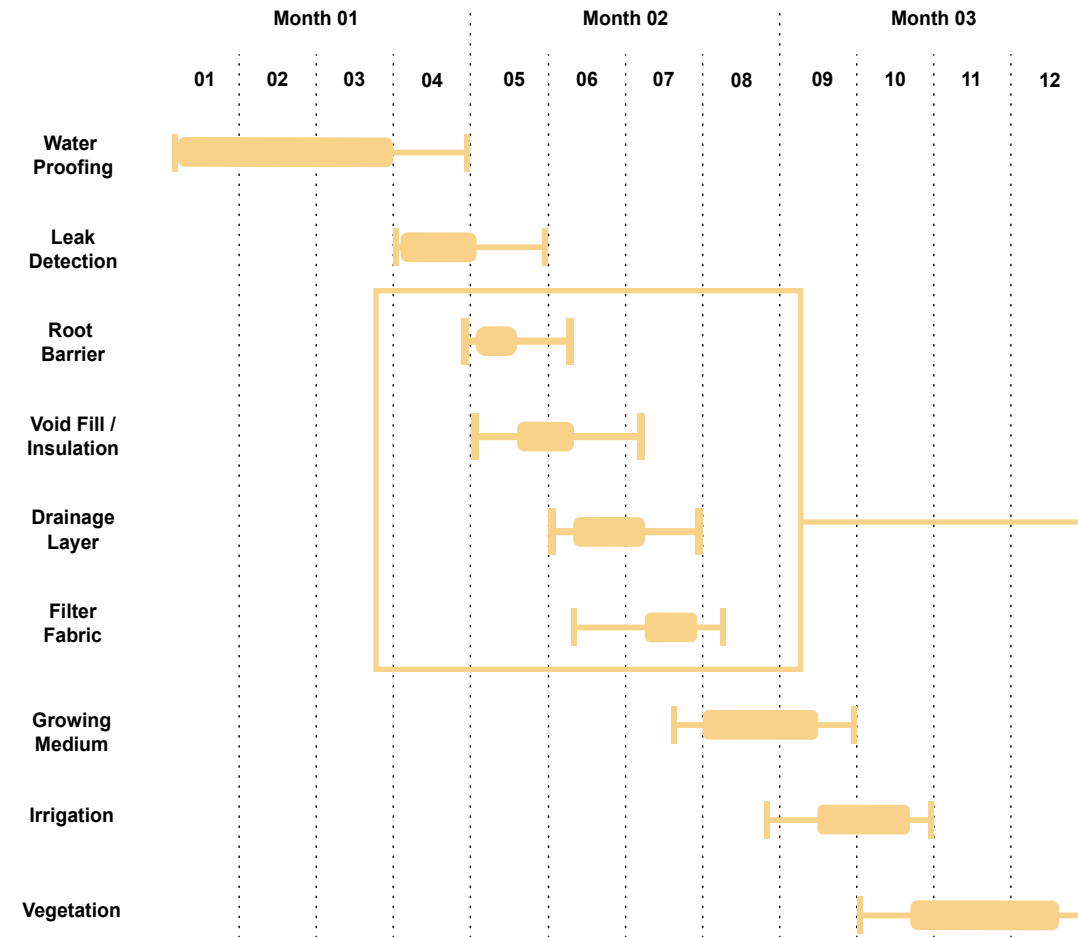 Month 01 Month 02 Month 03
01 02 03 04 05 06 07 08 09 10 11 12
Water
Proofing
Leak
Detection
Root
Barrier
Void Fill /
Insulation
Drainage
Layer
Filter
Fabric
Growing
Medium
Irrigation
Vegetation